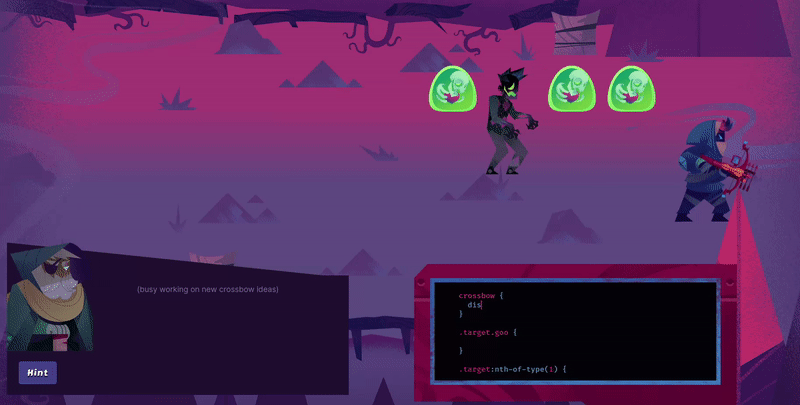 (busy working on new crossbow ideas)
Hint
crossbow {
dis
}
.target.goo {
}
.target:nth-of-type(1) {